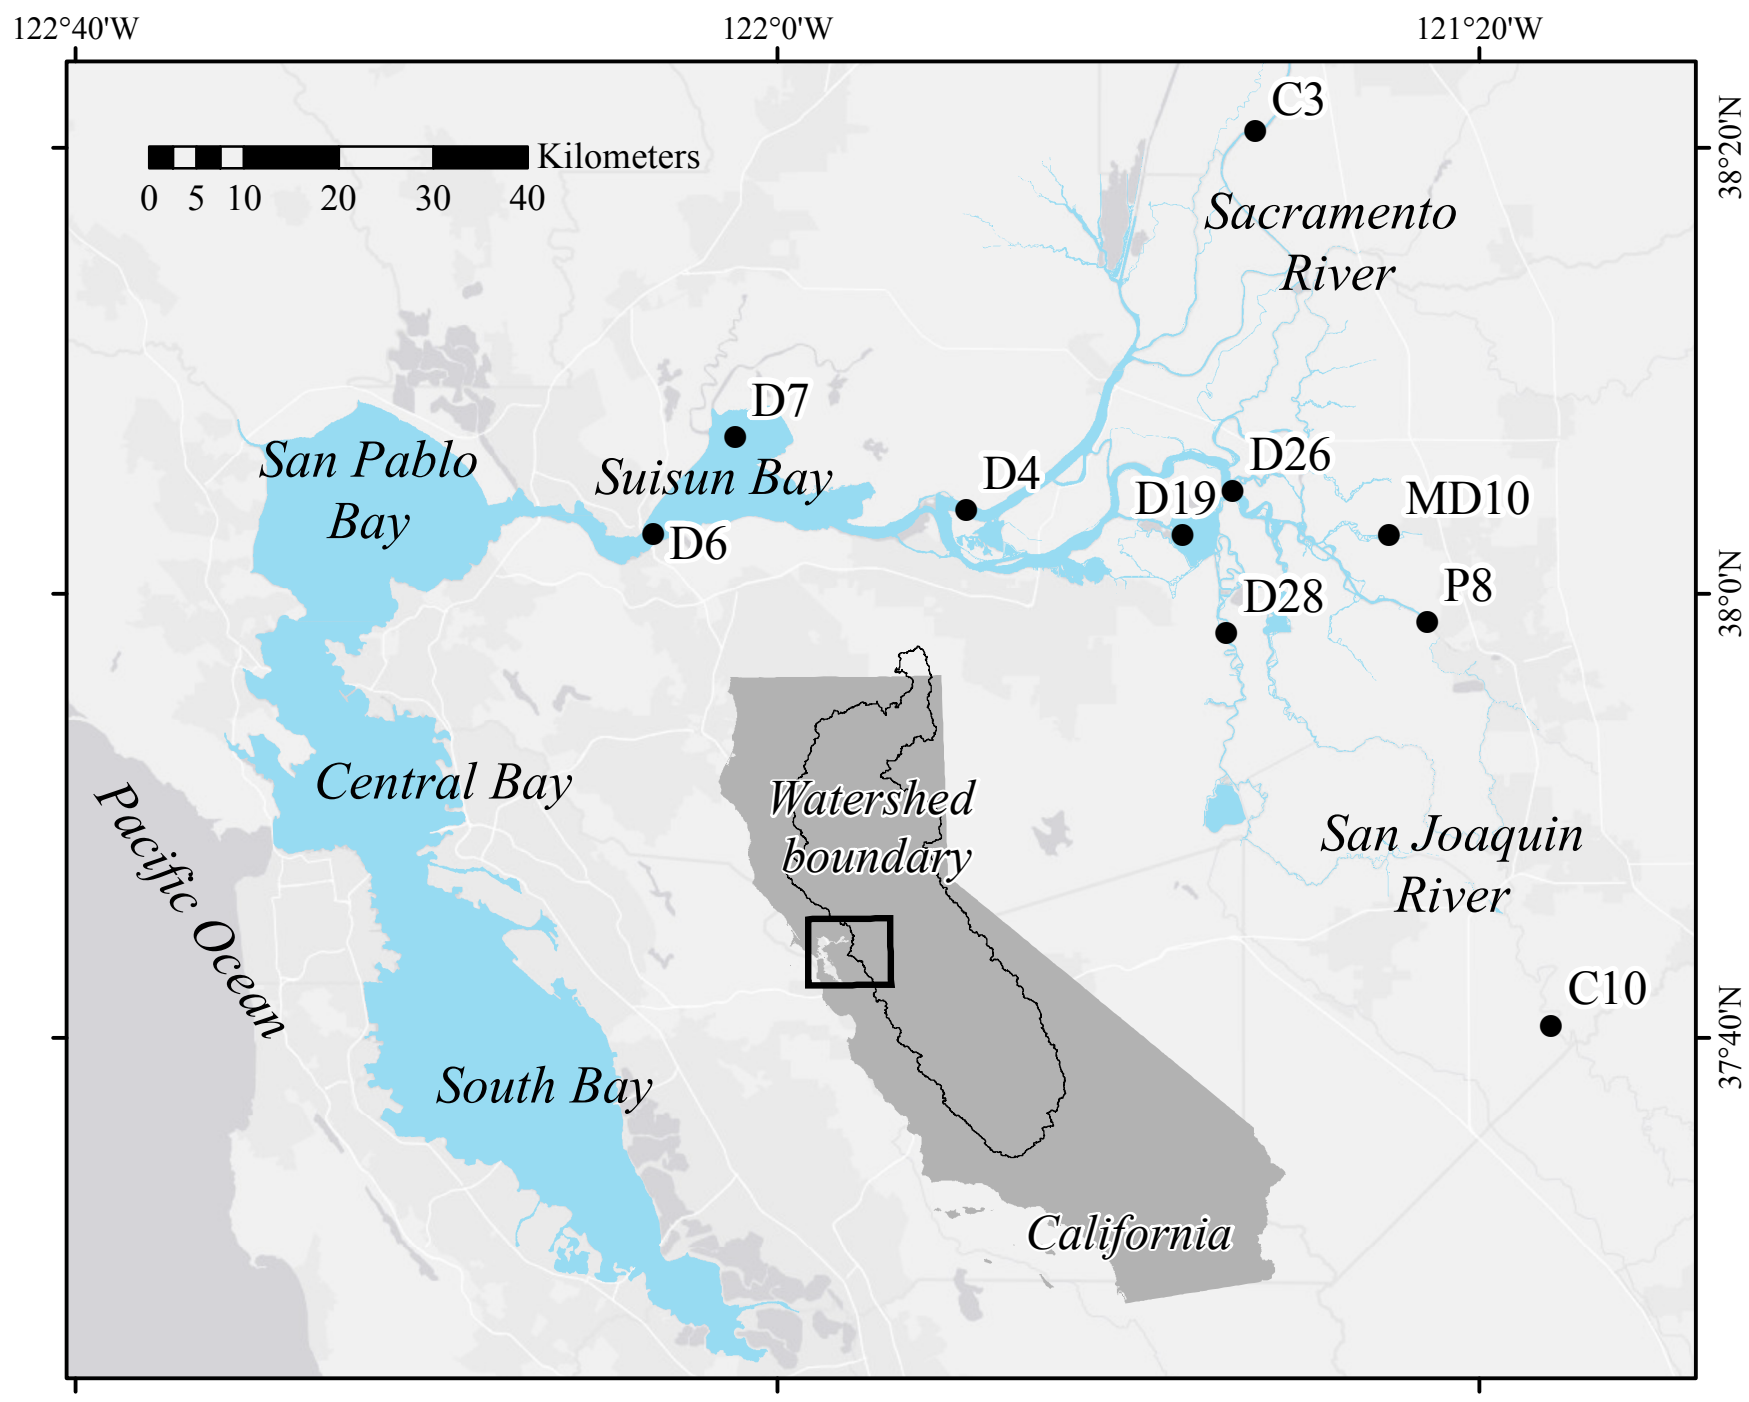 122°40'W 122°0'W 121°20'W
C3
38°20'N
Kilometers
0 5 10 20 30 40
Sacramento
River
D7
San Pablo
Bay
Suisun Bay
D4
D26
D19
MD10
D6
P8
D28
38°0'N
Central Bay
Watershed
boundary
Pacific Ocean
San Joaquin
River
C10
37°40'N
South Bay
California